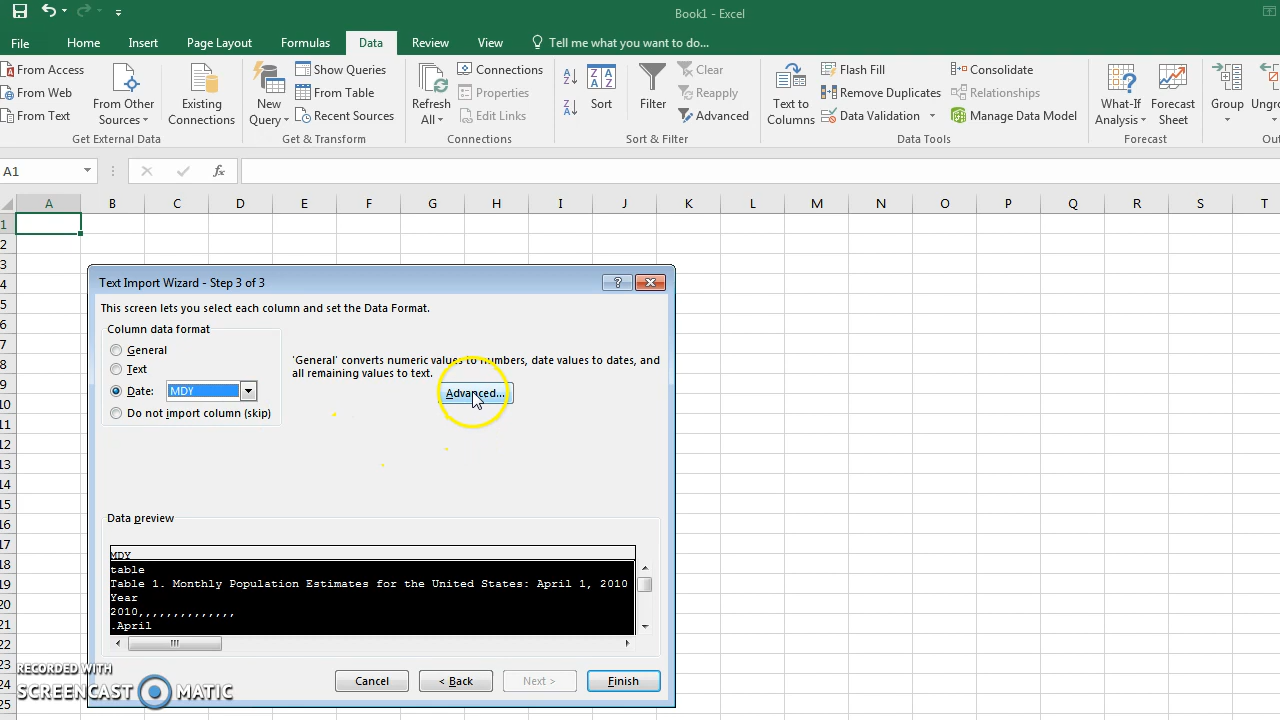 Book1 - Excel
File Home Insert Page Layout Formulas Data Review View Tell me what you want to do...
From Access
From Web
From Text
From Other Sources
Existing Connections
Get External Data
New Query
Show Queries
From Table
Recent Sources
Get & Transform
Refresh All
Connections
Properties
Edit Links
Connections
Sort
Filter
Clear
Reapply
Advanced
Sort & Filter
Text to Columns
Flash Fill
Remove Duplicates
Data Validation
Consolidate
Relationships
Manage Data Model
Data Tools
What-If Analysis
Forecast Sheet
Forecast
Group
Ungro
Out
A1
fx
A B C D E F G H I J K L M N O P Q R S T
1
2
3
4
5
6
7
8
9
10
11
12
13
14
15
16
17
18
19
20
21
22
23
24
25
Text Import Wizard - Step 3 of 3
?
This screen lets you select each column and set the Data Format.
Column data format
General
Text
Date: MDY
Do not import column (skip)
'General' converts numeric values to numbers, date values to dates, and
all remaining values to text.
Advanced...
Data preview
MDY
table
Table 1. Monthly Population Estimates for the United States: April 1, 2010
Year
2010,,,,,,,,,,,,,,
.April
Cancel < Back Next > Finish
RECORDED WITH
SCREENCAST MATIC